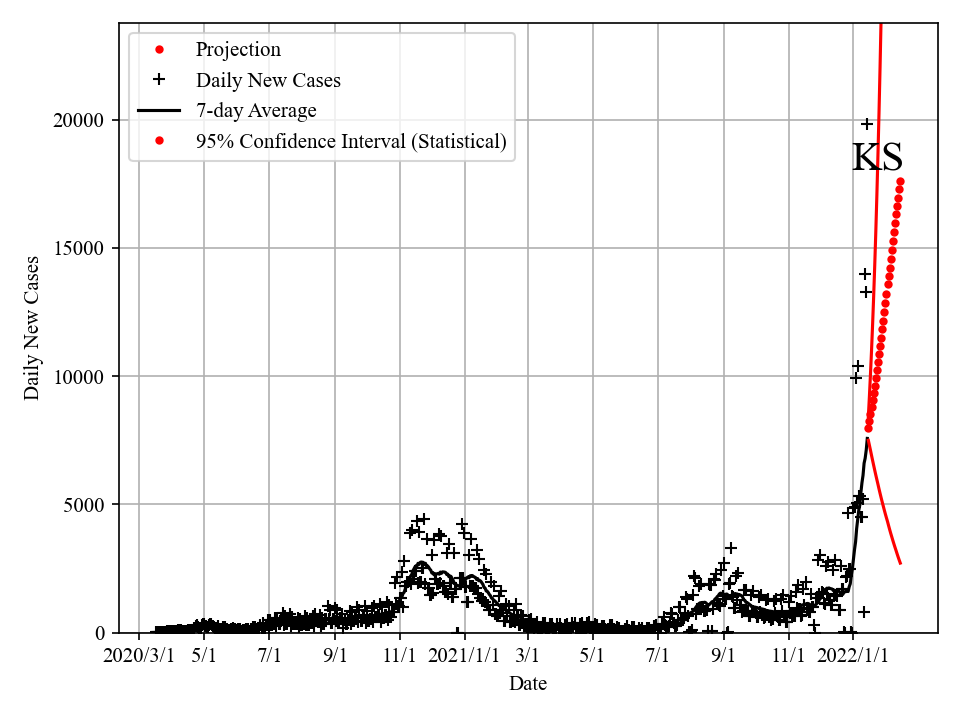 Projection
Daily New Cases
7-day Average
95% Confidence Interval (Statistical)
KS
20000
15000
10000
5000
0
Daily New Cases
2020/3/1 5/1 7/1 9/1 11/1 2021/1/1 3/1 5/1 7/1 9/1 11/1 2022/1/1
Date